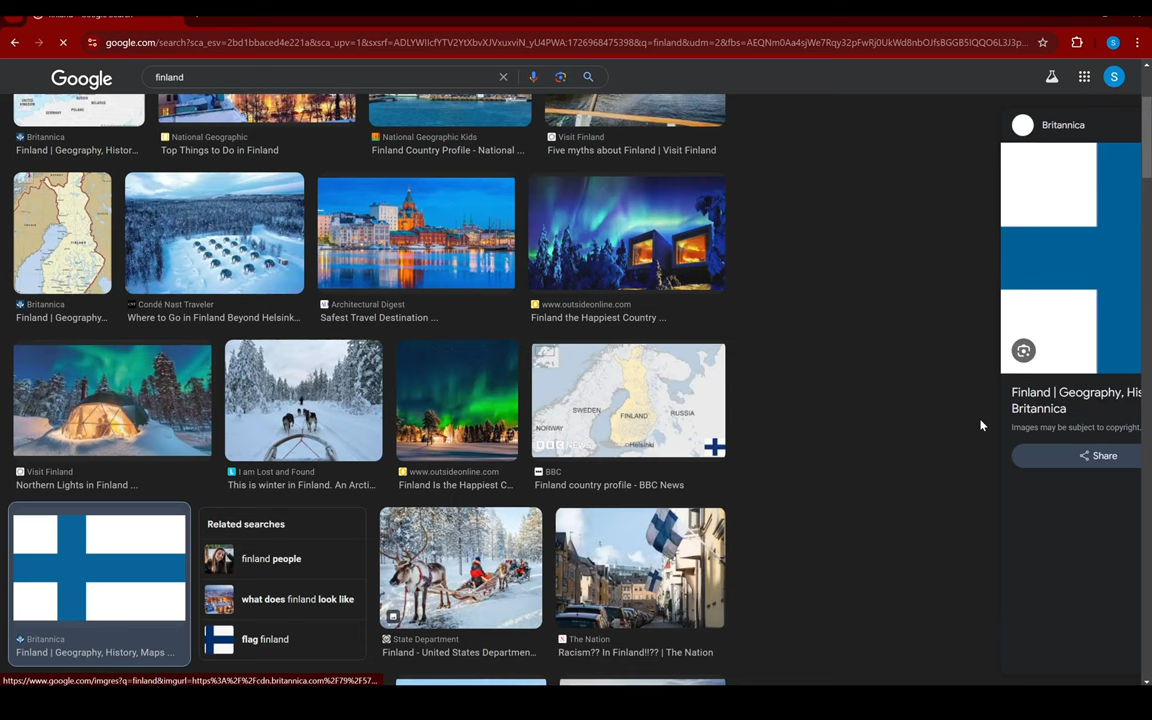 google.com/search?sca_esv=2bd1bbaced4e221a&sca_upv=1&sxsrf=ADLYWIIcfYTV2YtXbvXJVxuxviN_yU4PWA:1726968475398&q=finland&udm=2&fbs=AEQNm0Aa4sjWe7Rqy32pFwRj0UkWd8nbOJfsBGGB5IQQO6L3J3p...
S
Google
finland
S
Britannica
National Geographic
National Geographic Kids
Visit Finland
Finland | Geography, Histor...
Top Things to Do in Finland
Finland Country Profile - National ...
Five myths about Finland | Visit Finland
Britannica
Condé Nast Traveler
Architectural Digest
www.outsideonline.com
Finland | Geography...
Where to Go in Finland Beyond Helsink...
Safest Travel Destination ...
Finland the Happiest Country ...
SWEDEN
FINLAND
RUSSIA
NORWAY
Helsinki
BBC NEWS
Visit Finland
I am Lost and Found
www.outsideonline.com
BBC
Northern Lights in Finland ...
This is winter in Finland. An Arcti...
Finland Is the Happiest C...
Finland country profile - BBC News
Related searches
finland people
what does finland look like
flag finland
Britannica
State Department
The Nation
Finland | Geography, History, Maps ...
Finland - United States Departmen...
Racism?? In Finland!!?? | The Nation
Britannica
Finland | Geography, His
Britannica
Images may be subject to copyright.
Share
https://www.google.com/imgres?q=finland&imgurl=https%3A%2F%2Fcdn.britannica.com%2F79%2F57...